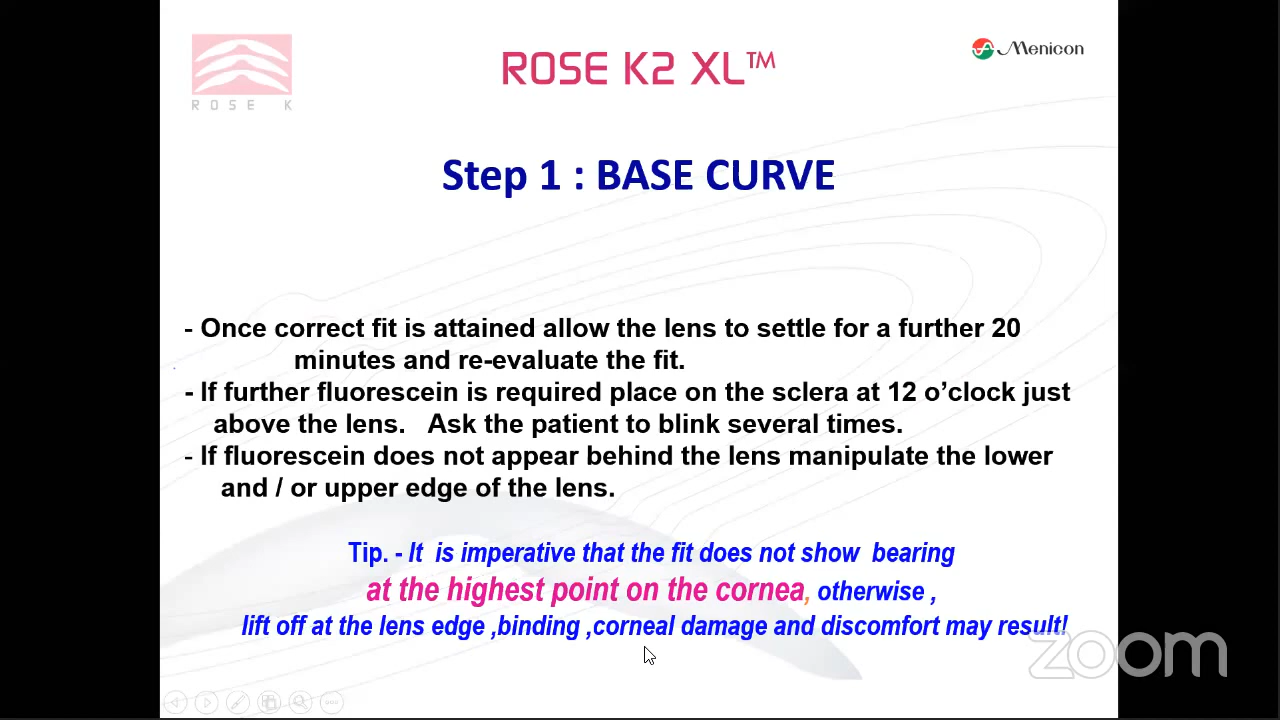 ROSE K
ROSE K2 XL™
Menicon
Step 1 : BASE CURVE
- Once correct fit is attained allow the lens to settle for a further 20
minutes and re-evaluate the fit.
- If further fluorescein is required place on the sclera at 12 o’clock just
above the lens. Ask the patient to blink several times.
- If fluorescein does not appear behind the lens manipulate the lower
and / or upper edge of the lens.
Tip. - It is imperative that the fit does not show bearing
at the highest point on the cornea, otherwise ,
lift off at the lens edge ,binding ,corneal damage and discomfort may result!
zoom